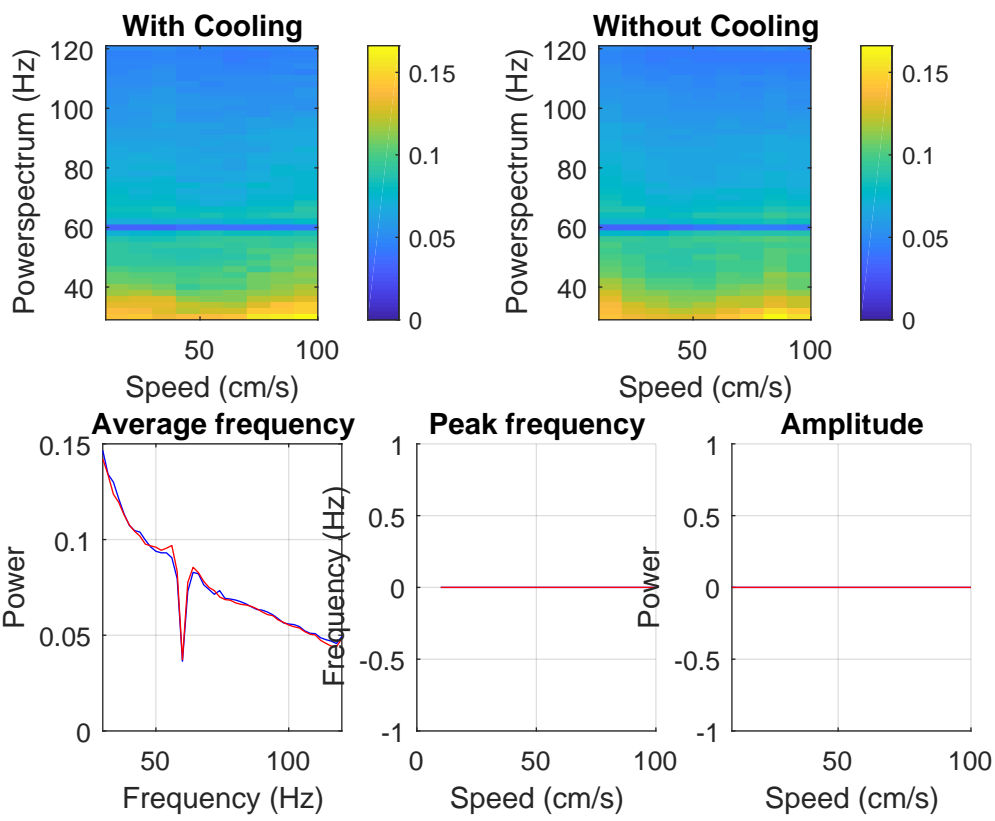 With Cooling
Powerspectrum (Hz)
120
100
80
60
40
50
100
Speed (cm/s)
0.15
0.1
0.05
0
Without Cooling
Powerspectrum (Hz)
120
100
80
60
40
50
100
Speed (cm/s)
0.15
0.1
0.05
0
Average frequency
Power
0.15
0.1
0.05
0
50
100
Frequency (Hz)
Peak frequency
Frequency (Hz)
1
0.5
0
-0.5
-1
0
50
100
Speed (cm/s)
Amplitude
Power
1
0.5
0
-0.5
-1
50
100
Speed (cm/s)